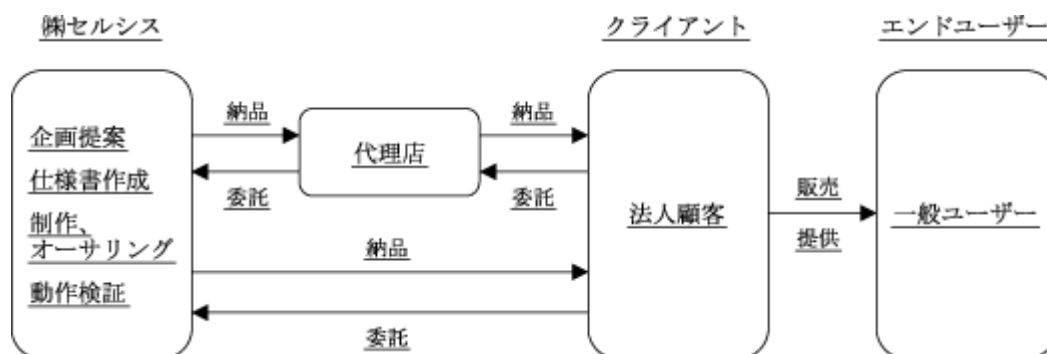 ㈱セルシス
クライアント
エンドユーザー
企画提案
仕様書作成
制作、
オーサリング
動作検証
納品
委託
代理店
納品
委託
納品
委託
法人顧客
販売
提供
一般ユーザー